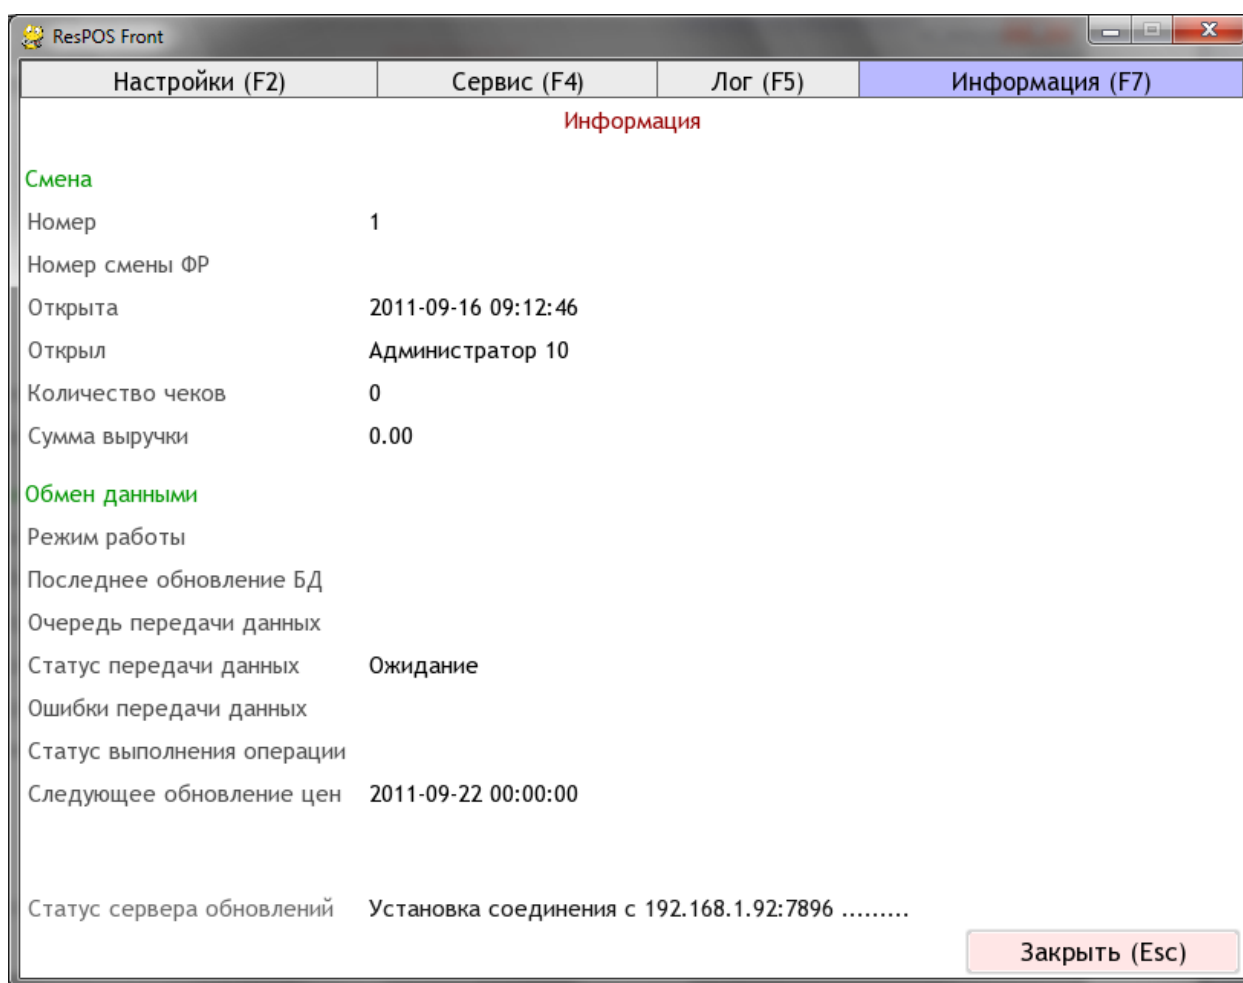 ResPOS Front
Настройки (F2) Сервис (F4) Лог (F5) Информация (F7)
Информация
Смена
Номер 1
Номер смены ФР
Открыта 2011-09-16 09:12:46
Открыл Администратор 10
Количество чеков 0
Сумма выручки 0.00
Обмен данными
Режим работы
Последнее обновление БД
Очередь передачи данных
Статус передачи данных Ожидание
Ошибки передачи данных
Статус выполнения операции
Следующее обновление цен 2011-09-22 00:00:00
Статус сервера обновлений Установка соединения с 192.168.1.92:7896 .........
Закрыть (Esc)